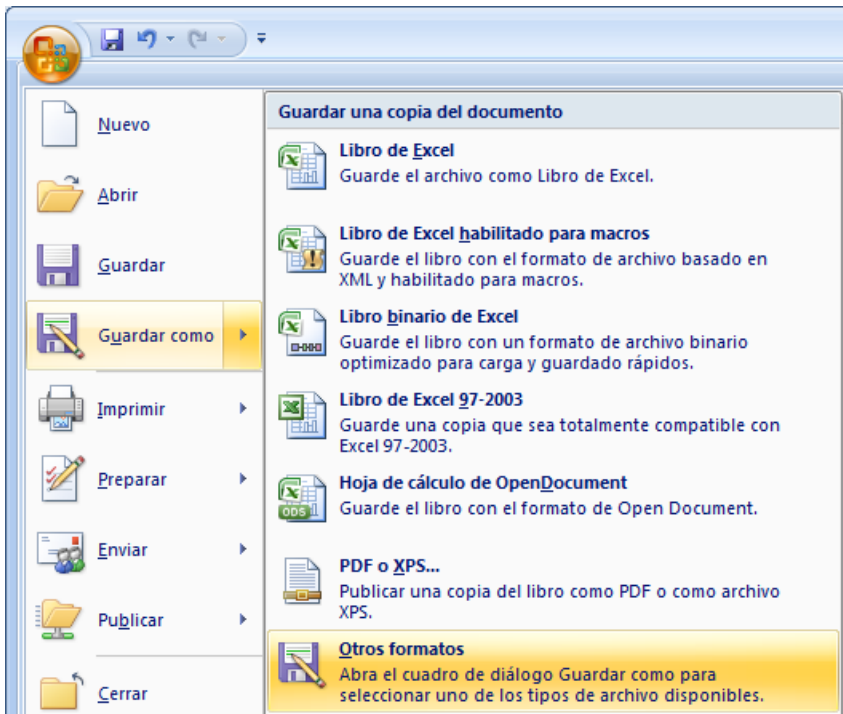 Nuevo
Abrir
Guardar
Guardar como
Imprimir
Preparar
Enviar
Publicar
Cerrar
Guardar una copia del documento
Libro de Excel
Guarde el archivo como Libro de Excel.
Libro de Excel habilitado para macros
Guarde el libro con el formato de archivo basado en
XML y habilitado para macros.
Libro binario de Excel
Guarde el libro con un formato de archivo binario
optimizado para carga y guardado rápidos.
Libro de Excel 97-2003
Guarde una copia que sea totalmente compatible con
Excel 97-2003.
Hoja de cálculo de OpenDocument
Guarde el libro con el formato de Open Document.
ODS
PDF o XPS...
Publicar una copia del libro como PDF o como archivo
XPS.
Otros formatos
Abra el cuadro de diálogo Guardar como para
seleccionar uno de los tipos de archivo disponibles.